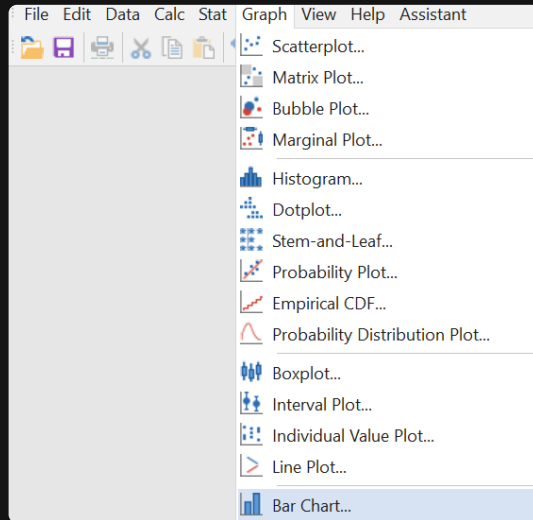 File Edit Data Calc Stat Graph View Help Assistant
Scatterplot...
Matrix Plot...
Bubble Plot...
Marginal Plot...
Histogram...
Dotplot...
Stem-and-Leaf...
Probability Plot...
Empirical CDF...
Probability Distribution Plot...
Boxplot...
Interval Plot...
Individual Value Plot...
Line Plot...
Bar Chart...